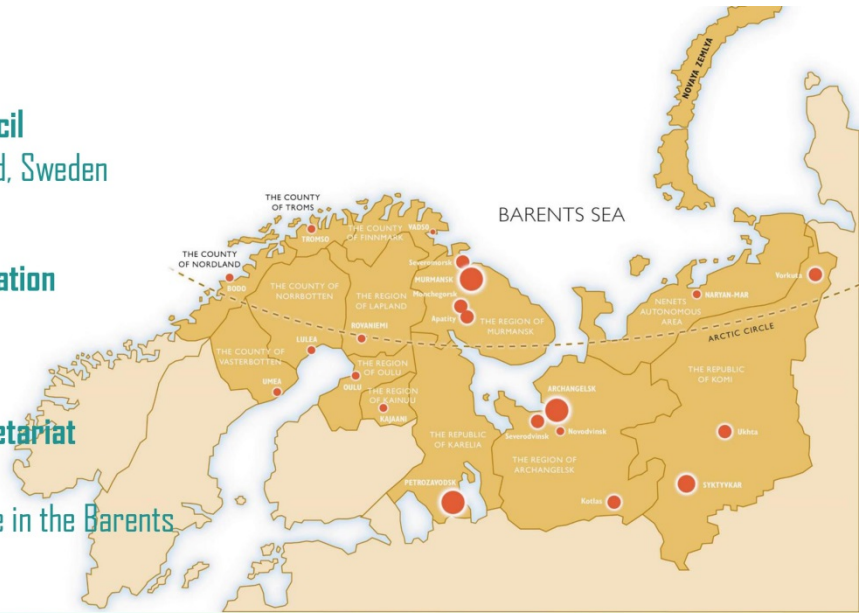 cil
d, Sweden
ation
etariat
e in the Barents
NOVAYA ZEMLYA
BARENTS SEA
THE COUNTY
OF TROMS
TROMSO
THE COUNTY
OF FINNMARK
VADSO
THE COUNTY
OF NORDLAND
BODO
Severomorsk
MURMANSK
Monchegorsk
Apatity
THE REGION OF
MURMANSK
THE COUNTY OF
NORRBOTTEN
THE REGION
OF LAPLAND
ROVANIEMI
LULEA
THE COUNTY OF
VASTERBOTTEN
UMEA
THE REGION
OF OULU
OULU
THE REGION
OF KAINUU
KAJAANI
NARYAN-MAR
NENETS
AUTONOMOUS
AREA
Vorkuta
ARCTIC CIRCLE
THE REPUBLIC
OF KOMI
ARCHANGELSK
Severodvinsk
Novodvinsk
THE REPUBLIC
OF KARELIA
THE REGION OF
ARCHANGELSK
Ukhta
PETROZAVODSK
Kotlas
SYKTYVKAR